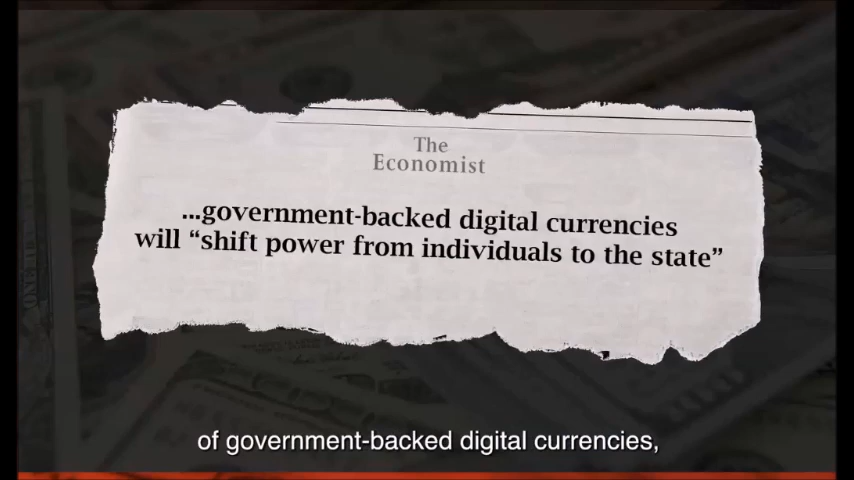 The
Economist
...government-backed digital currencies
will “shift power from individuals to the state”
of government-backed digital currencies,